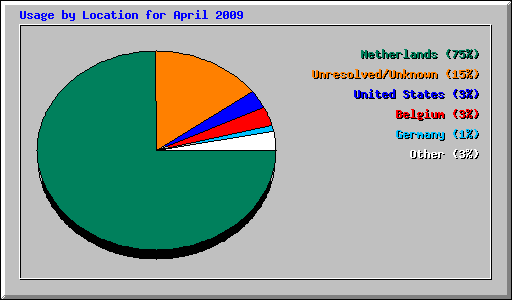 Usage by Location for April 2009
Netherlands (75%)
Unresolved/Unknown (15%)
United States (3%)
Belgium (3%)
Germany (1%)
Other (3%)